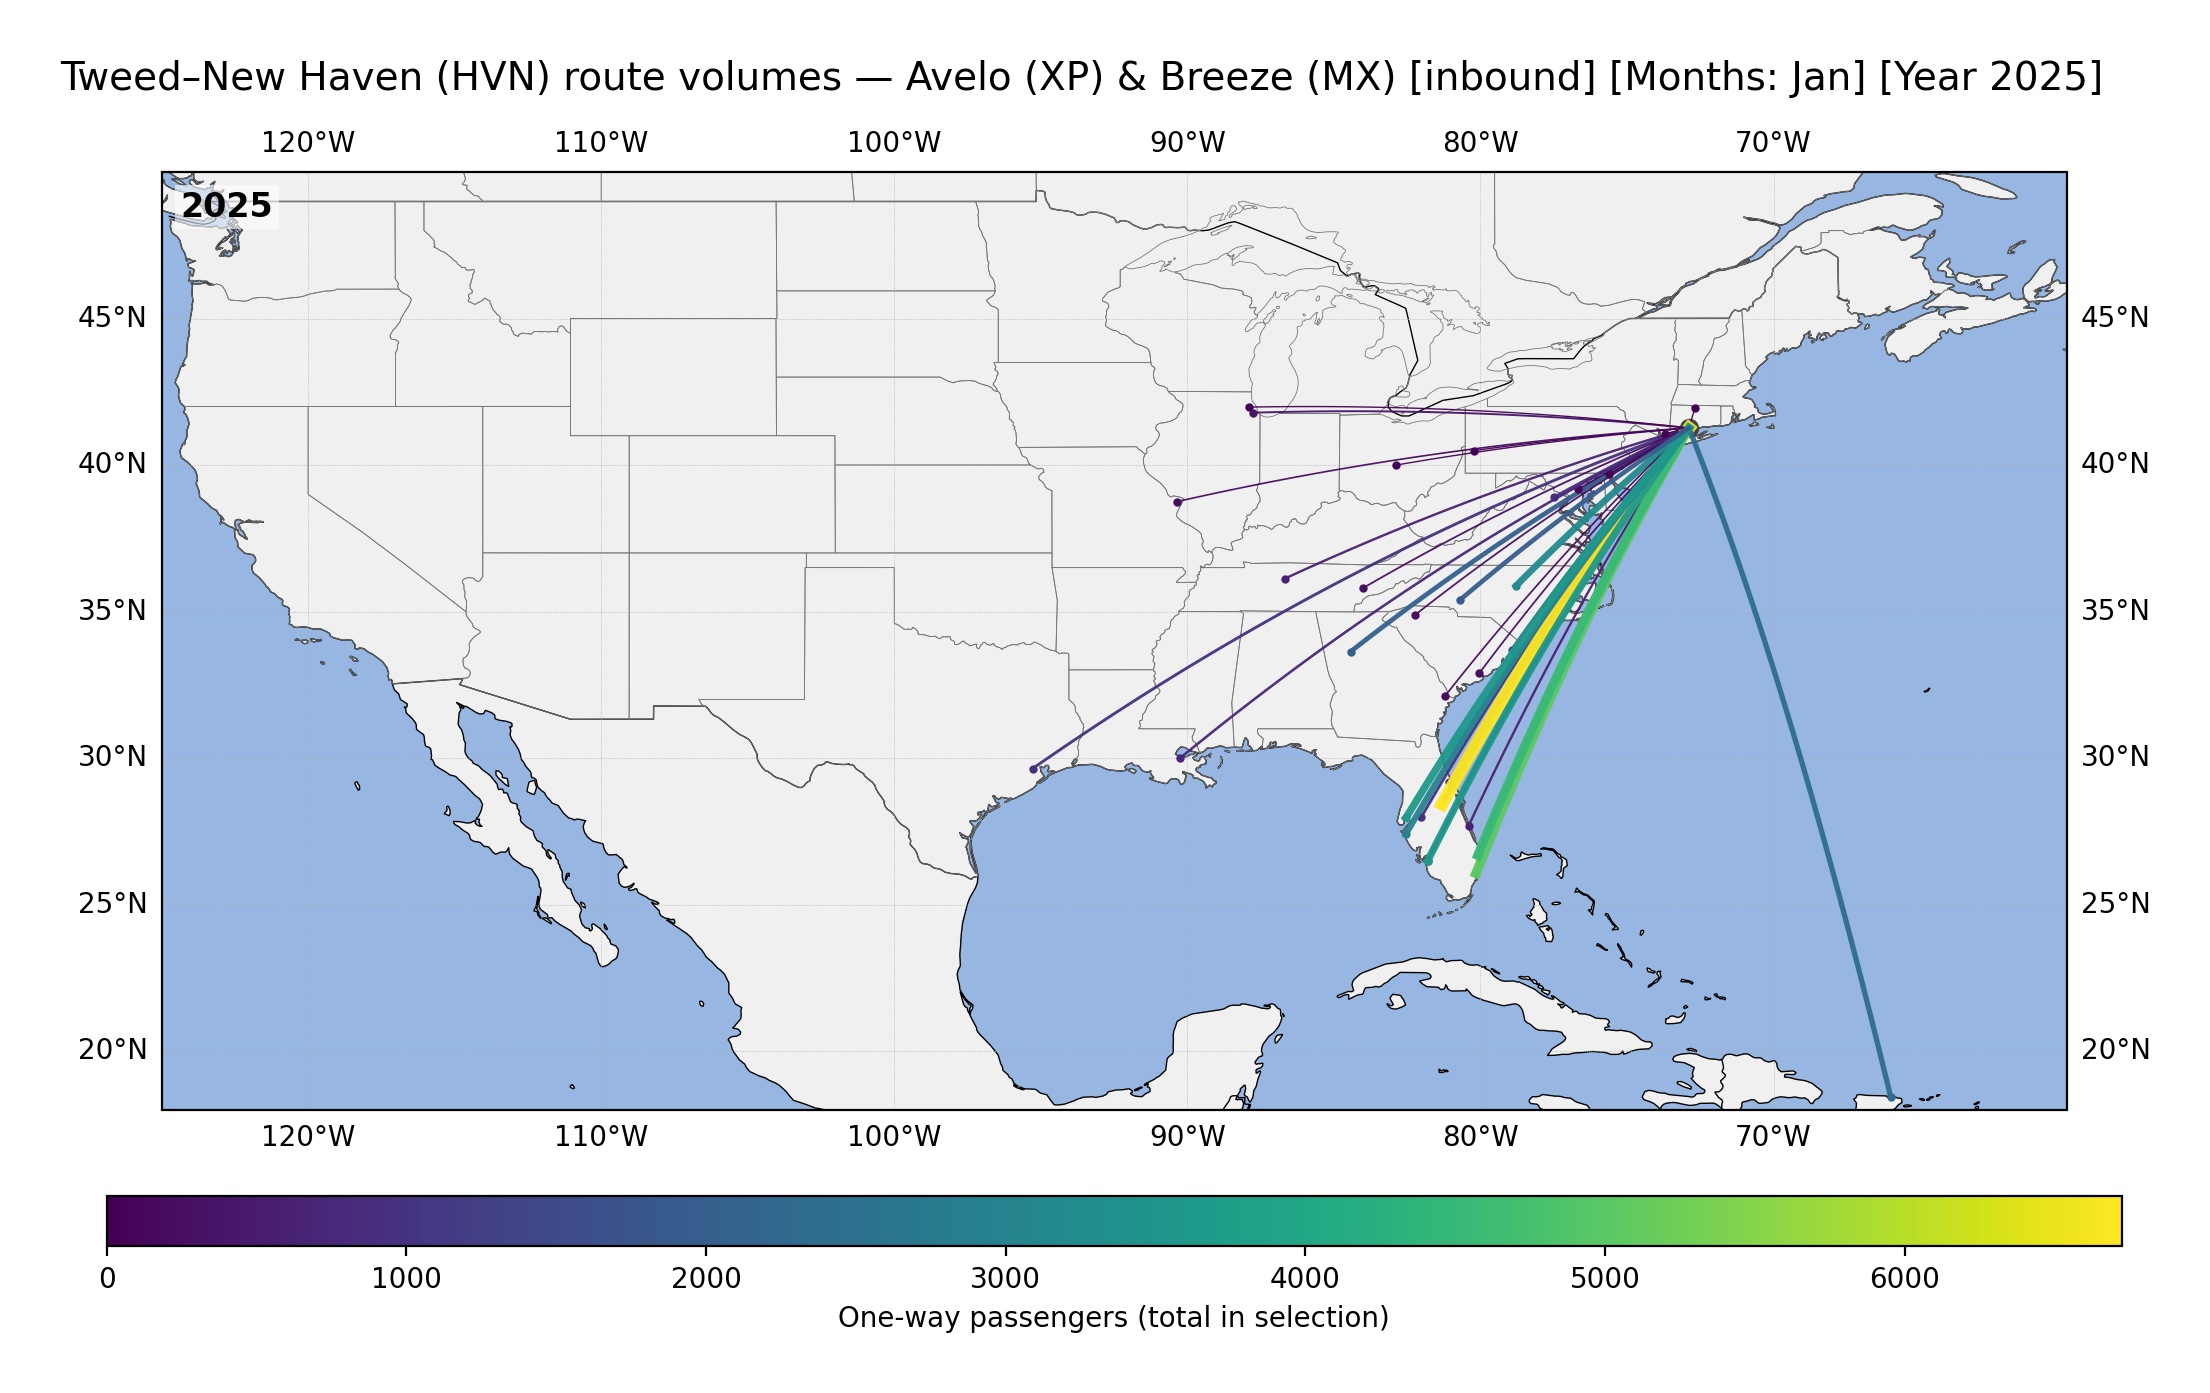 Tweed–New Haven (HVN) route volumes — Avelo (XP) & Breeze (MX) [inbound] [Months: Jan] [Year 2025]
120°W 110°W 100°W 90°W 80°W 70°W
2025
45°N 45°N
40°N 40°N
35°N 35°N
30°N 30°N
25°N 25°N
20°N 20°N
120°W 110°W 100°W 90°W 80°W 70°W
0 1000 2000 3000 4000 5000 6000
One-way passengers (total in selection)